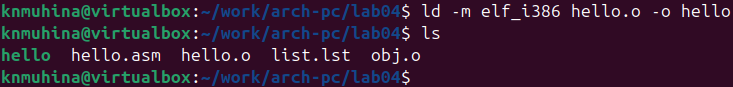 knmuhina@virtualbox:~/work/arch-pc/lab04$ ld -m elf_i386 hello.o -o hello
knmuhina@virtualbox:~/work/arch-pc/lab04$ ls
hello  hello.asm  hello.o  list.lst  obj.o
knmuhina@virtualbox:~/work/arch-pc/lab04$